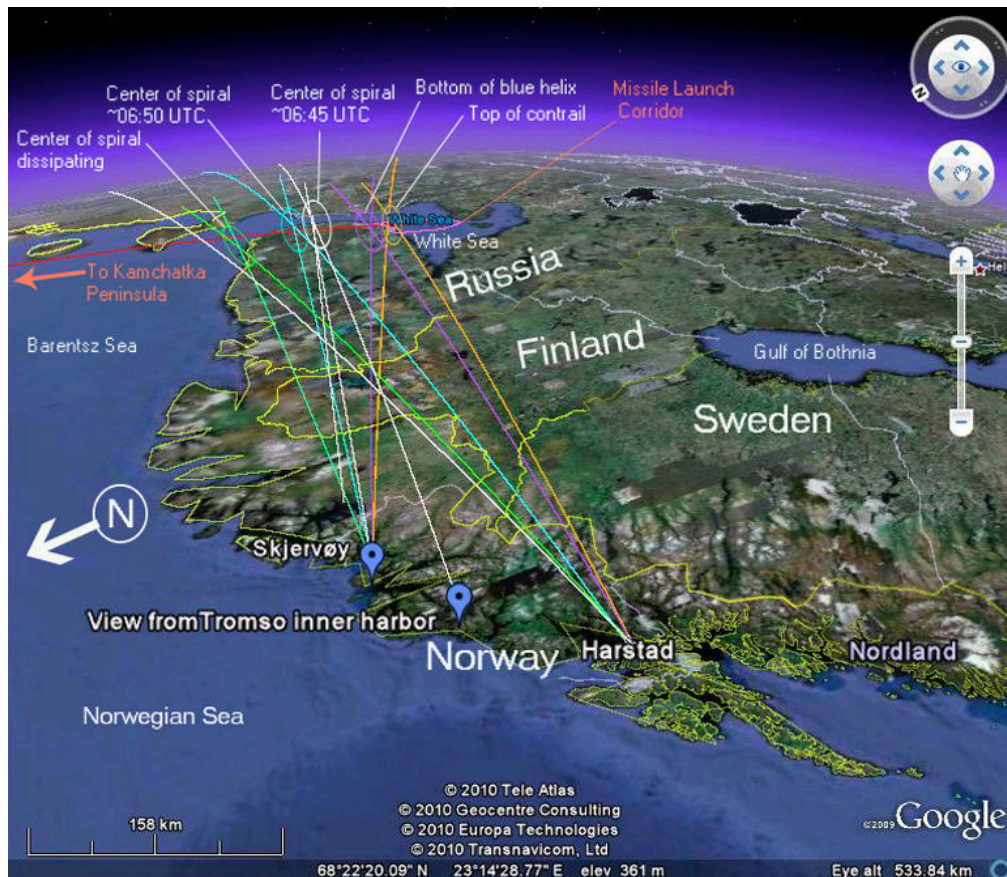 Center of spiral
~06:50 UTC
Center of spiral
~06:45 UTC
Bottom of blue helix
Top of contrail
Missile Launch
Corridor
Center of spiral
dissipating
N
White Sea
White Sea
Russia
To Kamchatka
Peninsula
Hel
Barentsz Sea
Finland
Gulf of Bothnia
Sweden
N
Skjervøy
View fromTromso inner harbor
Norway
Harstad
Nordland
Norwegian Sea
© 2010 Tele Atlas
© 2010 Geocentre Consulting
© 2010 Europa Technologies
© 2010 Transnavicom, Ltd
©2009 Google
158 km
68°22'20.09" N 23°14'28.77" E elev 361 m Eye alt 533.84 km